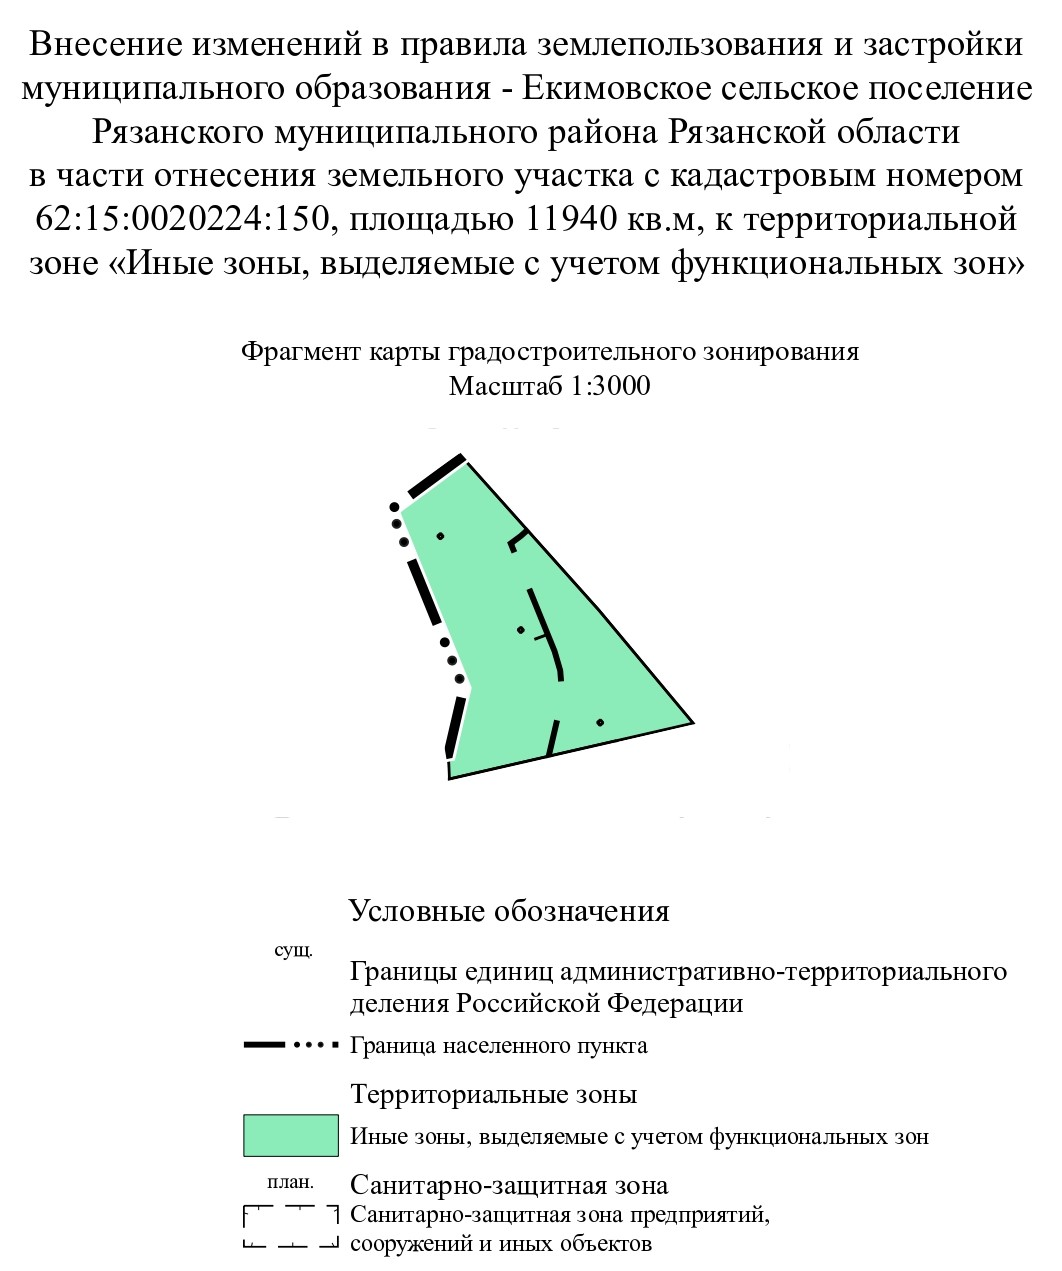 Внесение изменений в правила землепользования и застройки
муниципального образования - Екимовское сельское поселение
Рязанского муниципального района Рязанской области
в части отнесения земельного участка с кадастровым номером
62:15:0020224:150, площадью 11940 кв.м, к территориальной
зоне «Иные зоны, выделяемые с учетом функциональных зон»
Фрагмент карты градостроительного зонирования
Масштаб 1:3000
Условные обозначения
сущ.
Границы единиц административно-территориального
деления Российской Федерации
Граница населенного пункта
Территориальные зоны
Иные зоны, выделяемые с учетом функциональных зон
план.
Санитарно-защитная зона
Санитарно-защитная зона предприятий,
сооружений и иных объектов